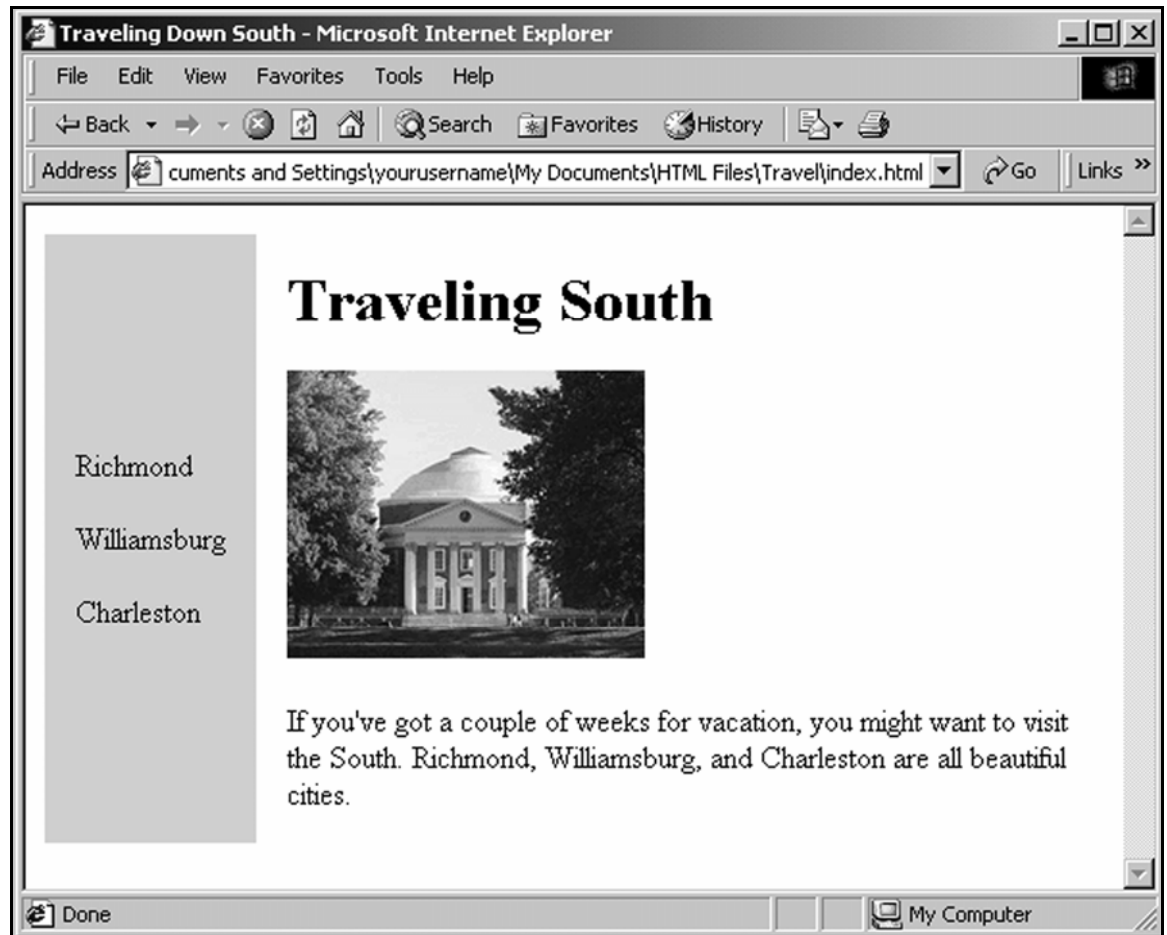 Traveling Down South - Microsoft Internet Explorer
File Edit View Favorites Tools Help
Back Search Favorites History
Address cuments and Settings\yourusername\My Documents\HTML Files\Travel\index.html Go Links »
Traveling South
Richmond
Williamsburg
Charleston
If you've got a couple of weeks for vacation, you might want to visit
the South. Richmond, Williamsburg, and Charleston are all beautiful
cities.
Done My Computer